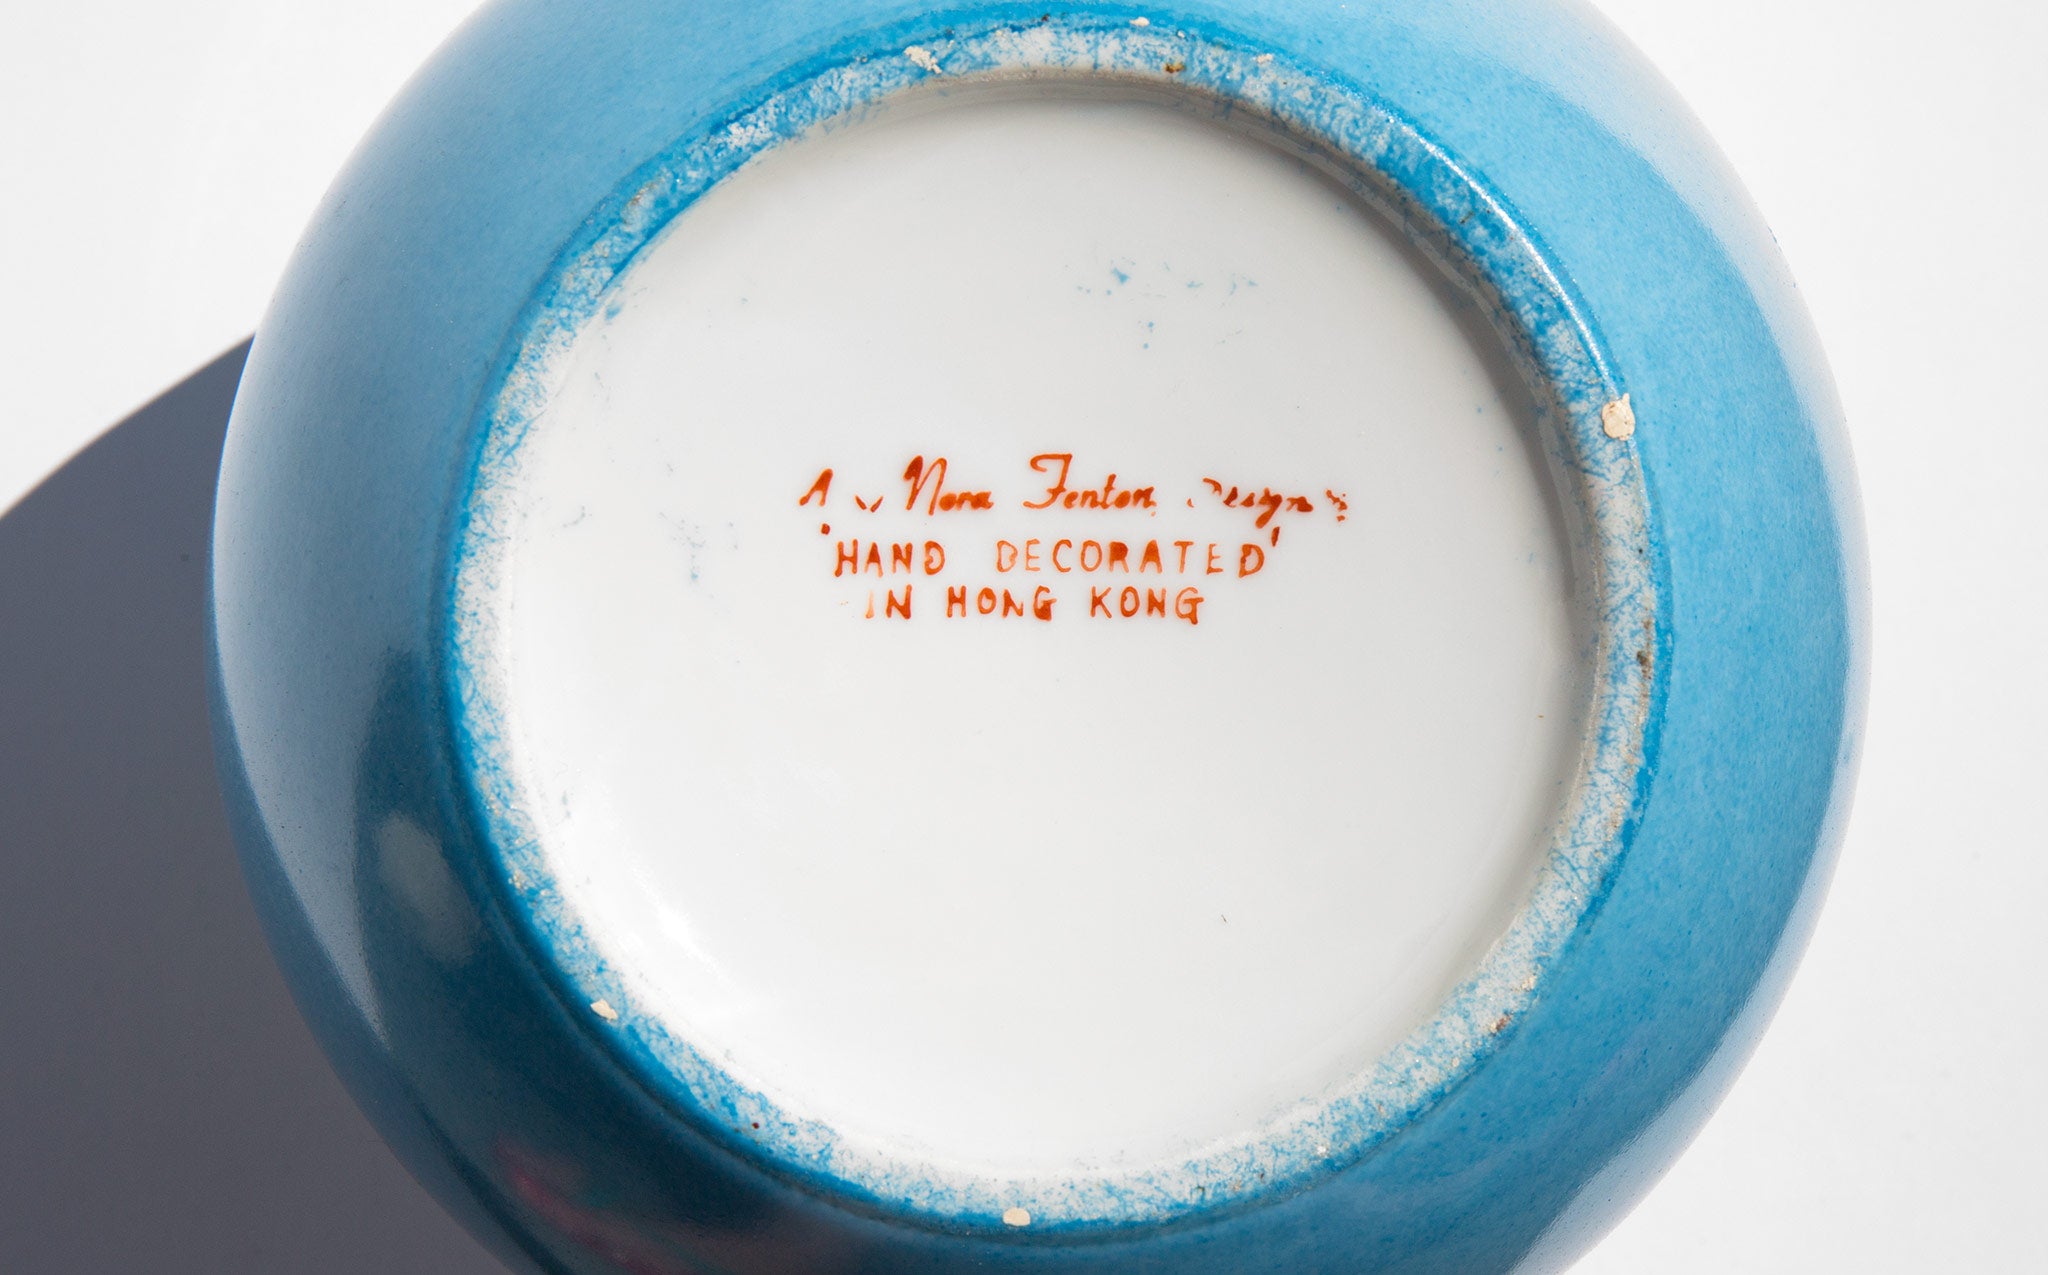 A Nora Fenton Design
"HAND DECORATED"
IN HONG KONG